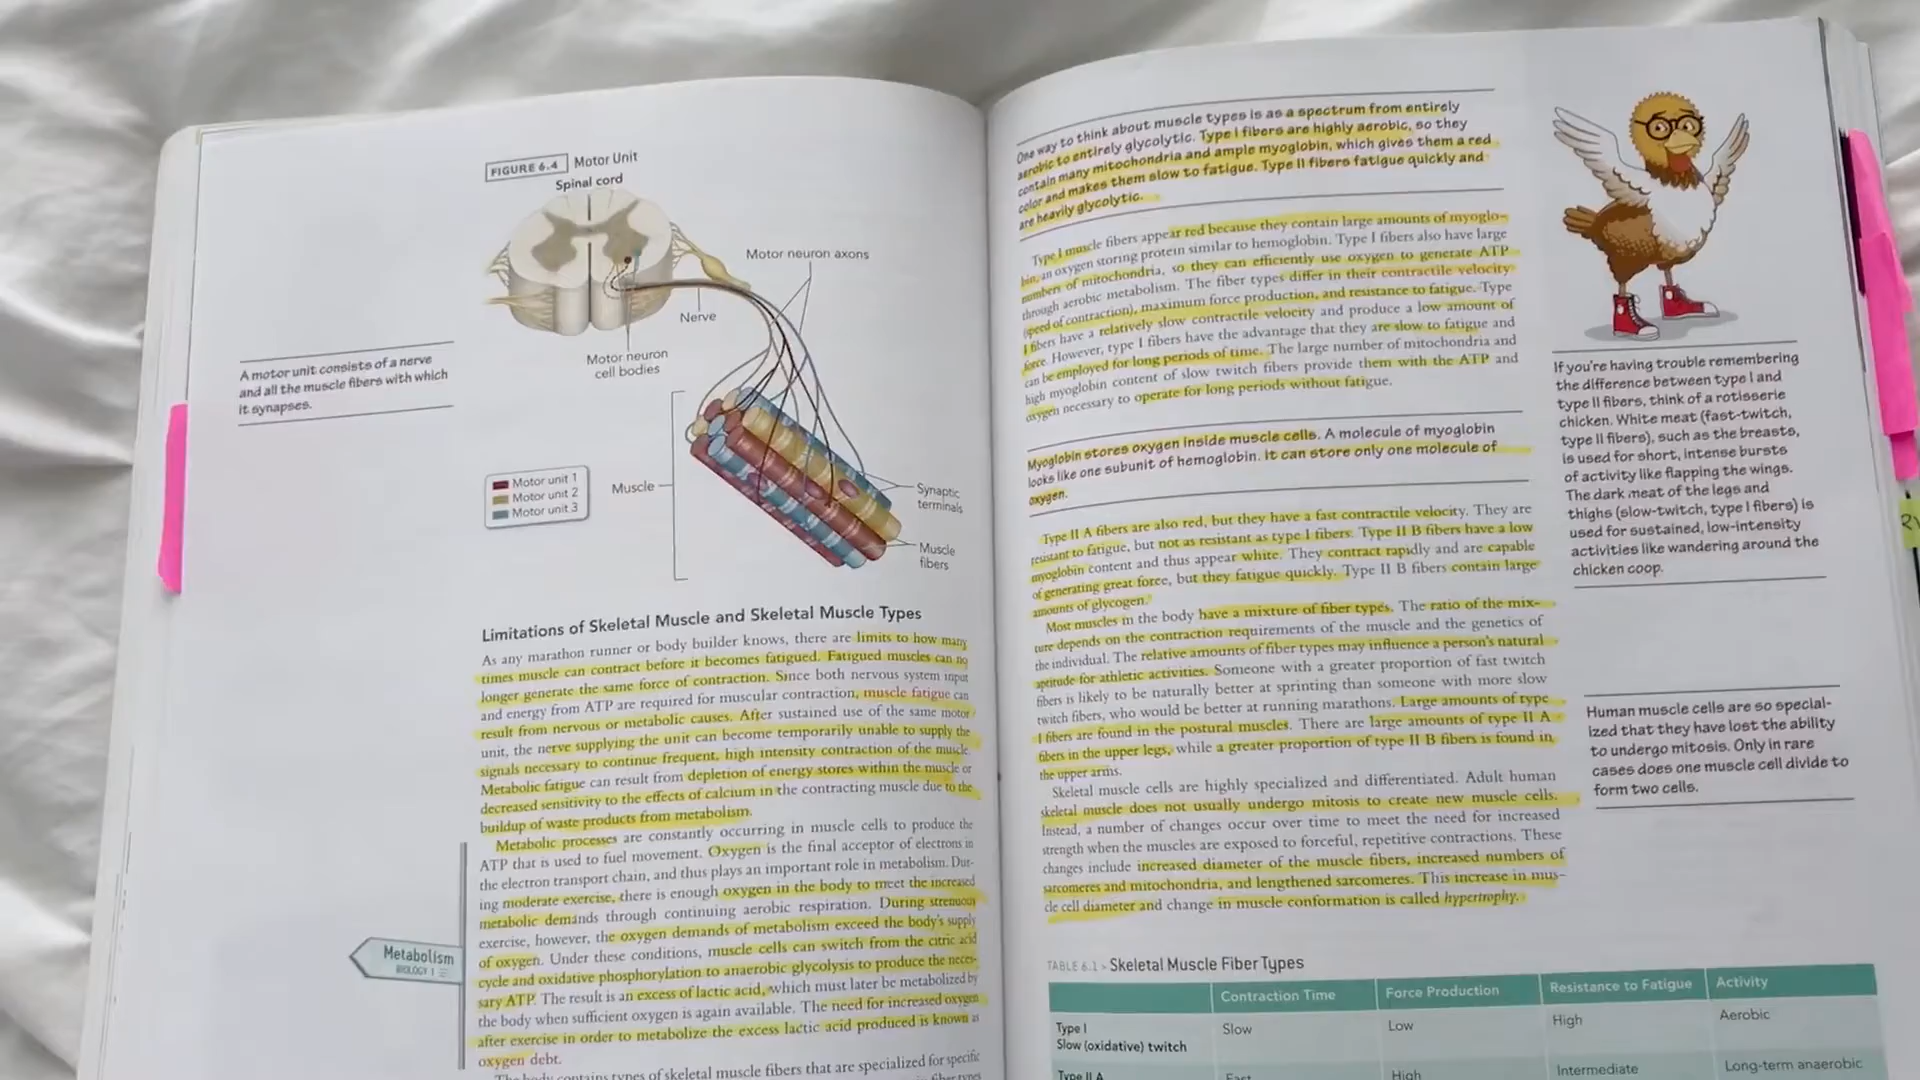 FIGURE 6.4 Motor Unit
Spinal cord
Motor neuron axons
Nerve
Motor neuron
cell bodies
A motor unit consists of a nerve
and all the muscle fibers with which
it synapses.
Motor unit 1
Motor unit 2
Motor unit 3
Muscle
Synaptic
terminals
Muscle
fibers
Limitations of Skeletal Muscle and Skeletal Muscle Types
As any marathon runner or body builder knows, there are limits to how many
times muscle can contract before it becomes fatigued. Fatigued muscles can no
longer generate the same force of contraction. Since both nervous system input
and energy from ATP are required for muscular contraction, muscle fatigue can
result from nervous or metabolic causes. After sustained use of the same motor
unit, the nerve supplying the unit can become temporarily unable to supply the
signals necessary to continue frequent, high intensity contraction of the muscle.
Metabolic fatigue can result from depletion of energy stores within the muscle or
decreased sensitivity to the effects of calcium in the contracting muscle due to the
buildup of waste products from metabolism.
Metabolic processes are constantly occurring in muscle cells to produce the
ATP that is used to fuel movement. Oxygen is the final acceptor of electrons in
the electron transport chain, and thus plays an important role in metabolism. Dur-
ing moderate exercise, there is enough oxygen in the body to meet the increased
metabolic demands through continuing aerobic respiration. During strenuous
exercise, however, the oxygen demands of metabolism exceed the body's supply
of oxygen. Under these conditions, muscle cells can switch from the citric acid
cycle and oxidative phosphorylation to anaerobic glycolysis to produce the neces-
sary ATP. The result is an excess of lactic acid, which must later be metabolized by
the body when sufficient oxygen is again available. The need for increased oxygen
after exercise in order to metabolize the excess lactic acid produced is known as
oxygen debt.
The body contains types of skeletal muscle fibers that are specialized for specific
fiber types
Metabolism
BIOLOGY 1
One way to think about muscle types is as a spectrum from entirely
aerobic to entirely glycolytic. Type I fibers are highly aerobic, so they
contain many mitochondria and ample myoglobin, which gives them a red
color and makes them slow to fatigue. Type II fibers fatigue quickly and
are heavily glycolytic.
Type I muscle fibers appear red because they contain large amounts of myoglo-
bin, an oxygen storing protein similar to hemoglobin. Type I fibers also have large
numbers of mitochondria, so they can efficiently use oxygen to generate ATP
through aerobic metabolism. The fiber types differ in their contractile velocity
(speed of contraction), maximum force production, and resistance to fatigue. Type
I fibers have a relatively slow contractile velocity and produce a low amount of
force. However, type I fibers have the advantage that they are slow to fatigue and
can be employed for long periods of time. The large number of mitochondria and
high myoglobin content of slow twitch fibers provide them with the ATP and
oxygen necessary to operate for long periods without fatigue.
Myoglobin stores oxygen inside muscle cells. A molecule of myoglobin
looks like one subunit of hemoglobin. It can store only one molecule of
oxygen.
Type II A fibers are also red, but they have a fast contractile velocity. They are
resistant to fatigue, but not as resistant as type I fibers. Type II B fibers have a low
myoglobin content and thus appear white. They contract rapidly and are capable
of generating great force, but they fatigue quickly. Type II B fibers contain large
amounts of glycogen.
Most muscles in the body have a mixture of fiber types. The ratio of the mix-
ture depends on the contraction requirements of the muscle and the genetics of
the individual. The relative amounts of fiber types may influence a person's natural
aptitude for athletic activities. Someone with a greater proportion of fast twitch
fibers is likely to be naturally better at sprinting than someone with more slow
twitch fibers, who would be better at running marathons. Large amounts of type
I fibers are found in the postural muscles. There are large amounts of type II A
fibers in the upper legs, while a greater proportion of type II B fibers is found in
the upper arms.
Skeletal muscle cells are highly specialized and differentiated. Adult human
skeletal muscle does not usually undergo mitosis to create new muscle cells.
Instead, a number of changes occur over time to meet the need for increased
strength when the muscles are exposed to forceful, repetitive contractions. These
changes include increased diameter of the muscle fibers, increased numbers of
sarcomeres and mitochondria, and lengthened sarcomeres. This increase in mus-
cle cell diameter and change in muscle conformation is called hypertrophy.
If you're having trouble remembering
the difference between type I and
type II fibers, think of a rotisserie
chicken. White meat (fast-twitch,
type II fibers), such as the breasts,
is used for short, intense bursts
of activity like flapping the wings.
The dark meat of the legs and
thighs (slow-twitch, type I fibers) is
used for sustained, low-intensity
activities like wandering around the
chicken coop.
Human muscle cells are so special-
ized that they have lost the ability
to undergo mitosis. Only in rare
cases does one muscle cell divide to
form two cells.
TABLE 6.1 > Skeletal Muscle Fiber Types
Contraction Time Force Production Resistance to Fatigue Activity
Type I Slow Low High Aerobic
Slow (oxidative) twitch
Type II A Fast High Intermediate Long-term anaerobic